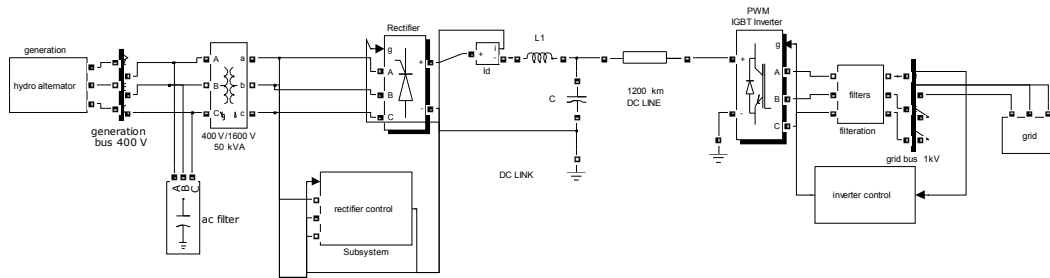 generation
hydro alternator
generation
bus 400 V
A
B
C
a
b
c
400 V/1600 V
50 kVA
A
B
C
ac filter
Rectifier
g
A
B
C
+
-
rectifier control
Subsystem
+
-
i
Id
L1
C
DC LINK
1200 km
DC LINE
PWM
IGBT Inverter
g
+
-
A
B
C
filters
filteration
grid bus 1kV
grid
inverter control